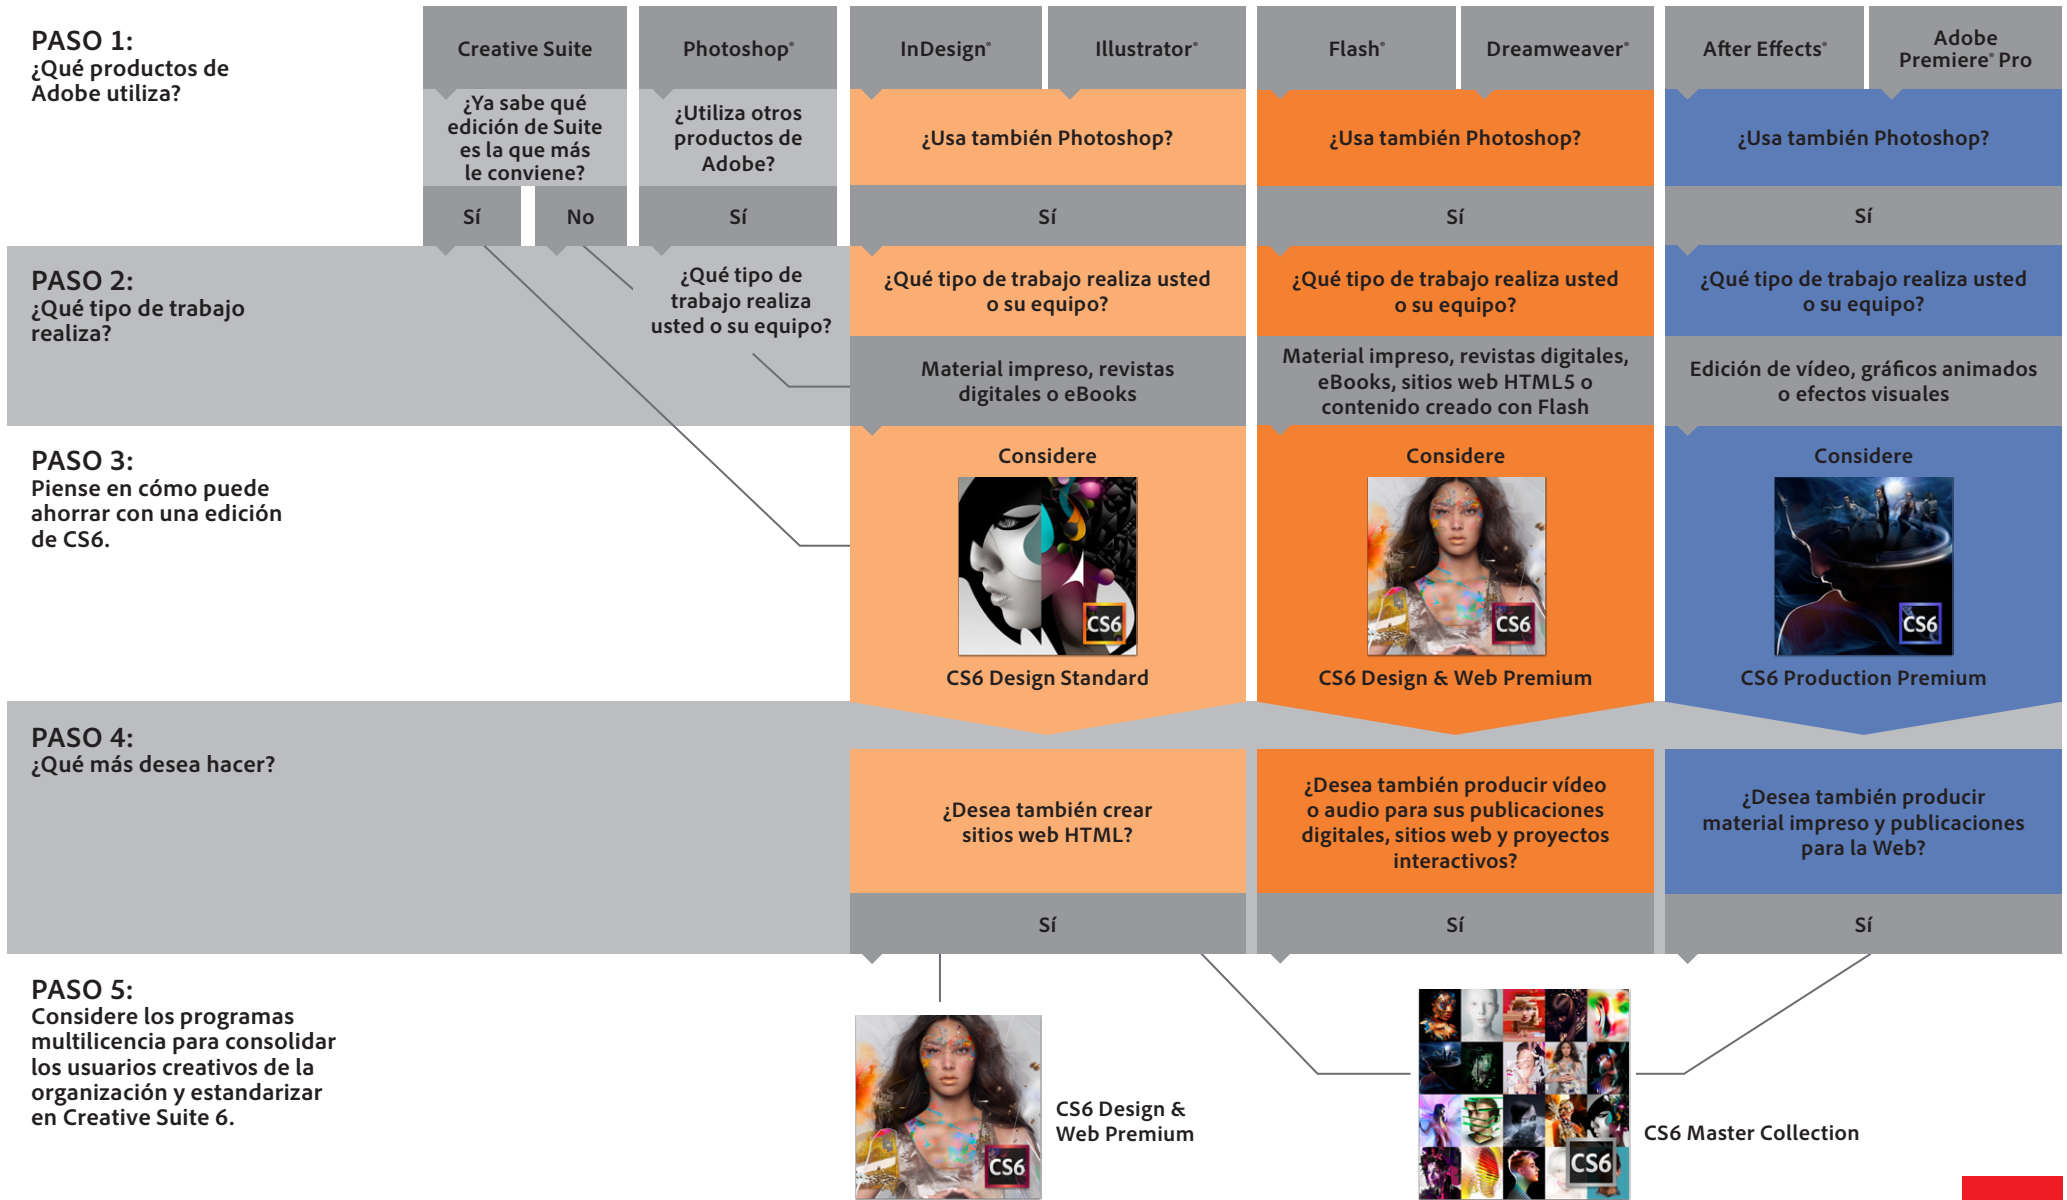 PASO 1:
¿Qué productos de
Adobe utiliza?
Creative Suite
Photoshop®
InDesign®
Illustrator®
Flash®
Dreamweaver®
After Effects®
Adobe
Premiere® Pro
¿Ya sabe qué
edición de Suite
es la que más
le conviene?
¿Utiliza otros
productos de
Adobe?
¿Usa también Photoshop?
¿Usa también Photoshop?
¿Usa también Photoshop?
Sí
No
Sí
Sí
Sí
Sí
PASO 2:
¿Qué tipo de trabajo
realiza?
¿Qué tipo de
trabajo realiza
usted o su equipo?
¿Qué tipo de trabajo realiza usted
o su equipo?
¿Qué tipo de trabajo realiza usted
o su equipo?
¿Qué tipo de trabajo realiza usted
o su equipo?
Material impreso, revistas
digitales o eBooks
Material impreso, revistas digitales,
eBooks, sitios web HTML5 o
contenido creado con Flash
Edición de vídeo, gráficos animados
o efectos visuales
PASO 3:
Piense en cómo puede
ahorrar con una edición
de CS6.
Considere
CS6
CS6 Design Standard
Considere
CS6
CS6 Design & Web Premium
Considere
CS6
CS6 Production Premium
PASO 4:
¿Qué más desea hacer?
¿Desea también crear
sitios web HTML?
¿Desea también producir vídeo
o audio para sus publicaciones
digitales, sitios web y proyectos
interactivos?
¿Desea también producir
material impreso y publicaciones
para la Web?
Sí
Sí
Sí
PASO 5:
Considere los programas
multilicencia para consolidar
los usuarios creativos de la
organización y estandarizar
en Creative Suite 6.
CS6
CS6 Design &
Web Premium
CS6
CS6 Master Collection